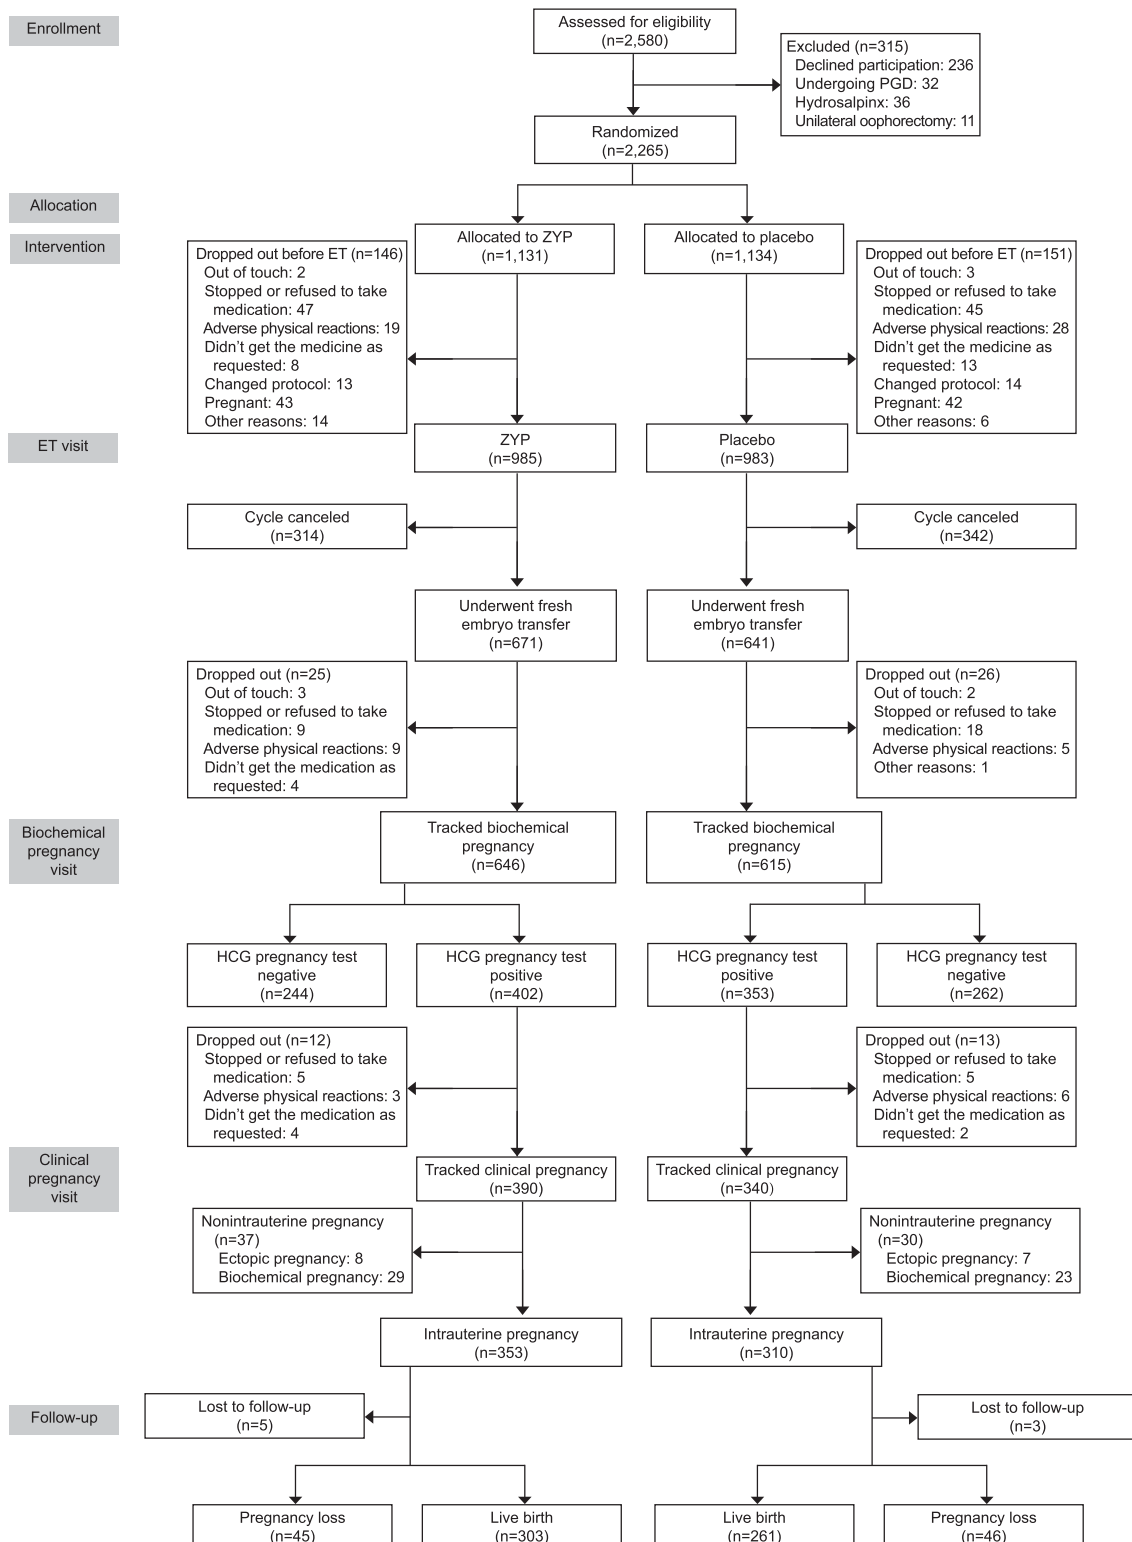 Enrollment
Assessed for eligibility
(n=2,580)
Excluded (n=315)
Declined participation: 236
Undergoing PGD: 32
Hydrosalpinx: 36
Unilateral oophorectomy: 11
Randomized
(n=2,265)
Allocation
Intervention
Allocated to ZYP
(n=1,131)
Allocated to placebo
(n=1,134)
Dropped out before ET (n=146)
Out of touch: 2
Stopped or refused to take
medication: 47
Adverse physical reactions: 19
Didn’t get the medicine as
requested: 8
Changed protocol: 13
Pregnant: 43
Other reasons: 14
Dropped out before ET (n=151)
Out of touch: 3
Stopped or refused to take
medication: 45
Adverse physical reactions: 28
Didn’t get the medicine as
requested: 13
Changed protocol: 14
Pregnant: 42
Other reasons: 6
ET visit
ZYP
(n=985)
Placebo
(n=983)
Cycle canceled
(n=314)
Cycle canceled
(n=342)
Underwent fresh
embryo transfer
(n=671)
Underwent fresh
embryo transfer
(n=641)
Dropped out (n=25)
Out of touch: 3
Stopped or refused to take
medication: 9
Adverse physical reactions: 9
Didn’t get the medication as
requested: 4
Dropped out (n=26)
Out of touch: 2
Stopped or refused to take
medication: 18
Adverse physical reactions: 5
Other reasons: 1
Biochemical
pregnancy
visit
Tracked biochemical
pregnancy
(n=646)
Tracked biochemical
pregnancy
(n=615)
HCG pregnancy test
negative
(n=244)
HCG pregnancy test
positive
(n=402)
HCG pregnancy test
positive
(n=353)
HCG pregnancy test
negative
(n=262)
Dropped out (n=12)
Stopped or refused to take
medication: 5
Adverse physical reactions: 3
Didn’t get the medication as
requested: 4
Dropped out (n=13)
Stopped or refused to take
medication: 5
Adverse physical reactions: 6
Didn’t get the medication as
requested: 2
Clinical
pregnancy
visit
Tracked clinical pregnancy
(n=390)
Tracked clinical pregnancy
(n=340)
Nonintrauterine pregnancy
(n=37)
Ectopic pregnancy: 8
Biochemical pregnancy: 29
Nonintrauterine pregnancy
(n=30)
Ectopic pregnancy: 7
Biochemical pregnancy: 23
Intrauterine pregnancy
(n=353)
Intrauterine pregnancy
(n=310)
Follow-up
Lost to follow-up
(n=5)
Lost to follow-up
(n=3)
Pregnancy loss
(n=45)
Live birth
(n=303)
Live birth
(n=261)
Pregnancy loss
(n=46)